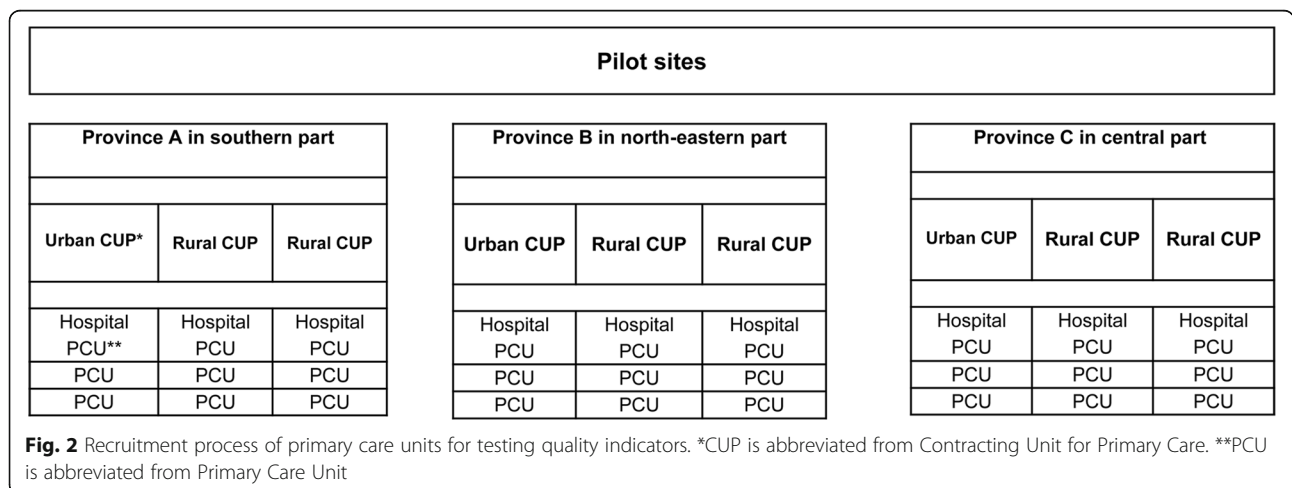 Pilot sites
Province A in southern part
Urban CUP* Rural CUP Rural CUP
Hospital Hospital Hospital
PCU** PCU PCU
PCU PCU PCU
PCU PCU PCU
Province B in north-eastern part
Urban CUP Rural CUP Rural CUP
Hospital Hospital Hospital
PCU PCU PCU
PCU PCU PCU
PCU PCU PCU
Province C in central part
Urban CUP Rural CUP Rural CUP
Hospital Hospital Hospital
PCU PCU PCU
PCU PCU PCU
PCU PCU PCU
Fig. 2 Recruitment process of primary care units for testing quality indicators. *CUP is abbreviated from Contracting Unit for Primary Care. **PCU
is abbreviated from Primary Care Unit